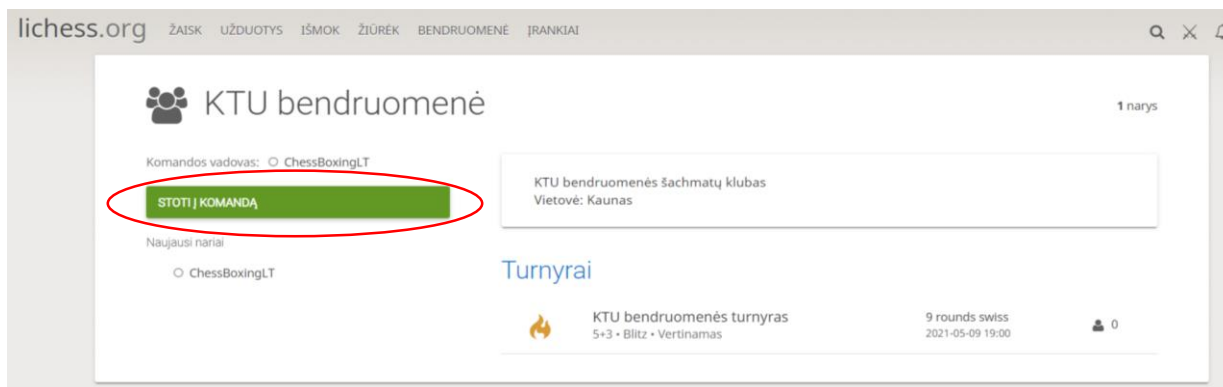 lichess.org ŽAISK UŽDUOTYS IŠMOK ŽIŪRĖK BENDRUOMENĖ ĮRANKIAI
KTU bendruomenė
1 narys
Komandos vadovas: ChessBoxingLT
STOTI Į KOMANDĄ
Naujausi nariai
ChessBoxingLT
KTU bendruomenės šachmatų klubas
Vietovė: Kaunas
Turnyrai
KTU bendruomenės turnyras
5+3 • Blitz • Vertinamas
9 rounds swiss
2021-05-09 19:00
0